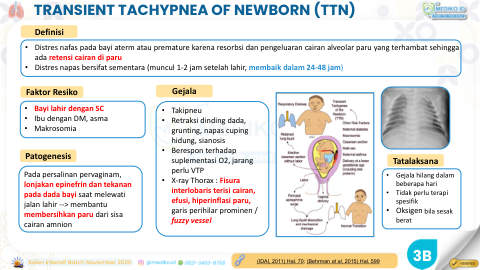 TRANSIENT TACHYPNEA OF NEWBORN (TTN)
Definisi
• Distres nafas pada bayi aterm atau premature karena resorbsi dan pengeluaran cairan alveolar paru yang terhambat sehingga
ada retensi cairan di paru
• Distres napas bersifat sementara (muncul 1-2 jam setelah lahir, membaik dalam 24-48 jam)
Faktor Resiko
• Bayi lahir dengan SC
• Ibu dengan DM, asma
• Makrosomia
Patogenesis
Pada persalinan pervaginam,
lonjakan epinefrin dan tekanan
pada dada bayi saat melewati
jalan lahir --> membantu
membersihkan paru dari sisa
cairan amnion
Gejala
• Takipneu
• Retraksi dinding dada,
grunting, napas cuping
hidung, sianosis
• Berespon terhadap
suplementasi O2, jarang
perlu VTP
• X-ray Thorax : Fisura
interlobaris terisi cairan,
efusi, hiperinflasi paru,
garis perihilar prominen /
fuzzy vessel
Tatalaksana
• Gejala hilang dalam
beberapa hari
• Tidak perlu terapi
spesifik
• Oksigen bila sesak
berat
(IDAI, 2011) Hal. 70; (Behrman et al, 2015) Hal. 599
3B